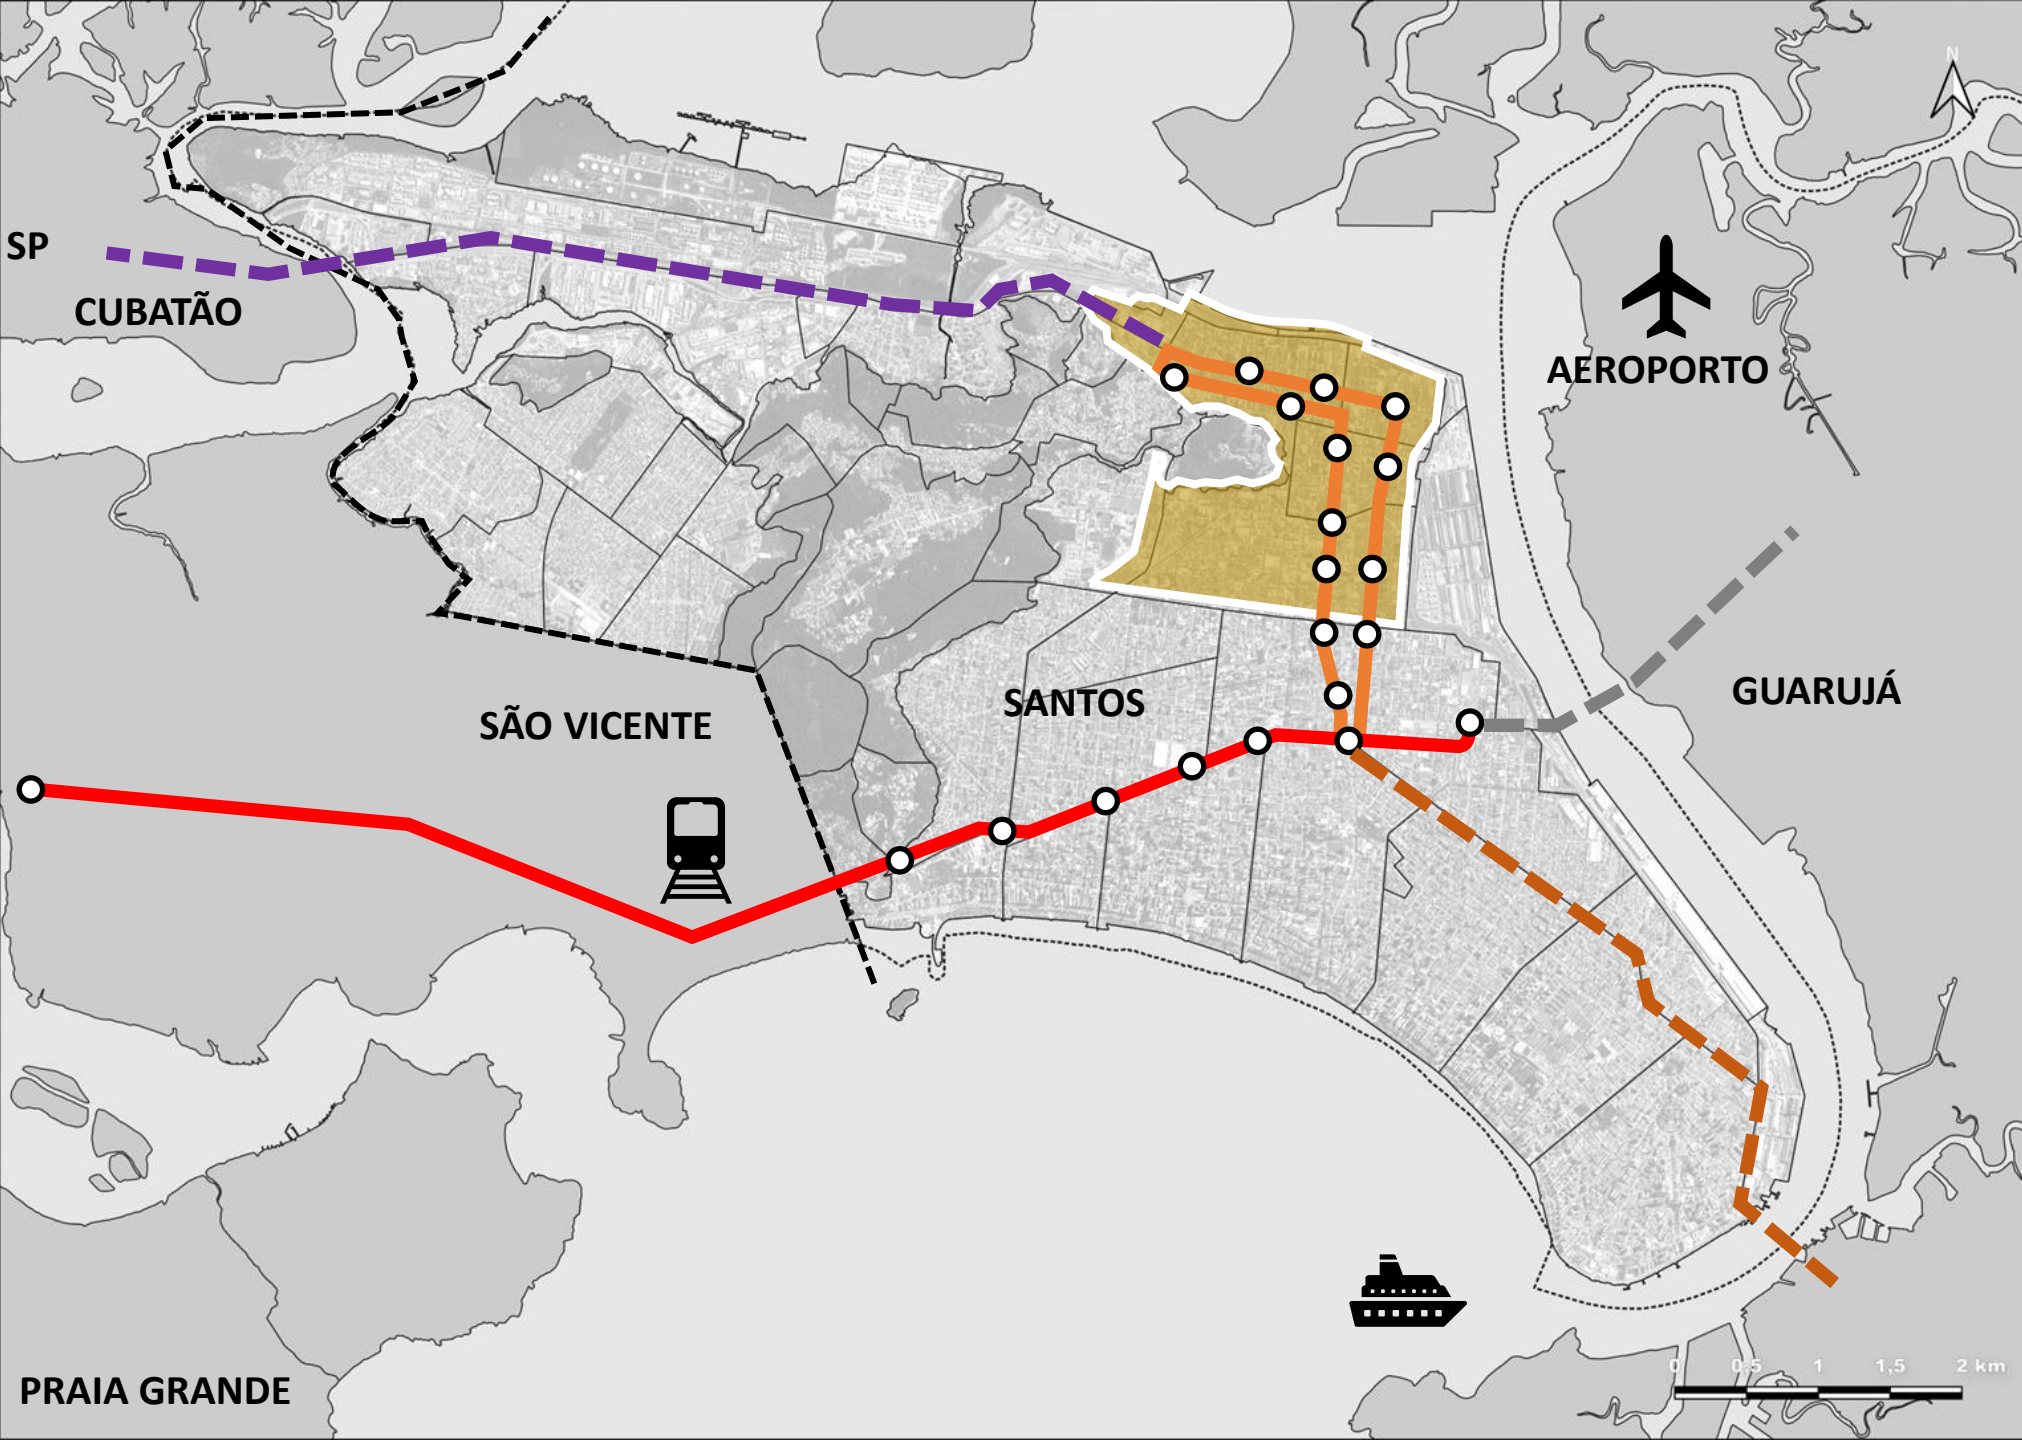 N
SP
CUBATÃO
AEROPORTO
SÃO VICENTE
SANTOS
GUARUJÁ
PRAIA GRANDE
0 0,5 1 1,5 2 km